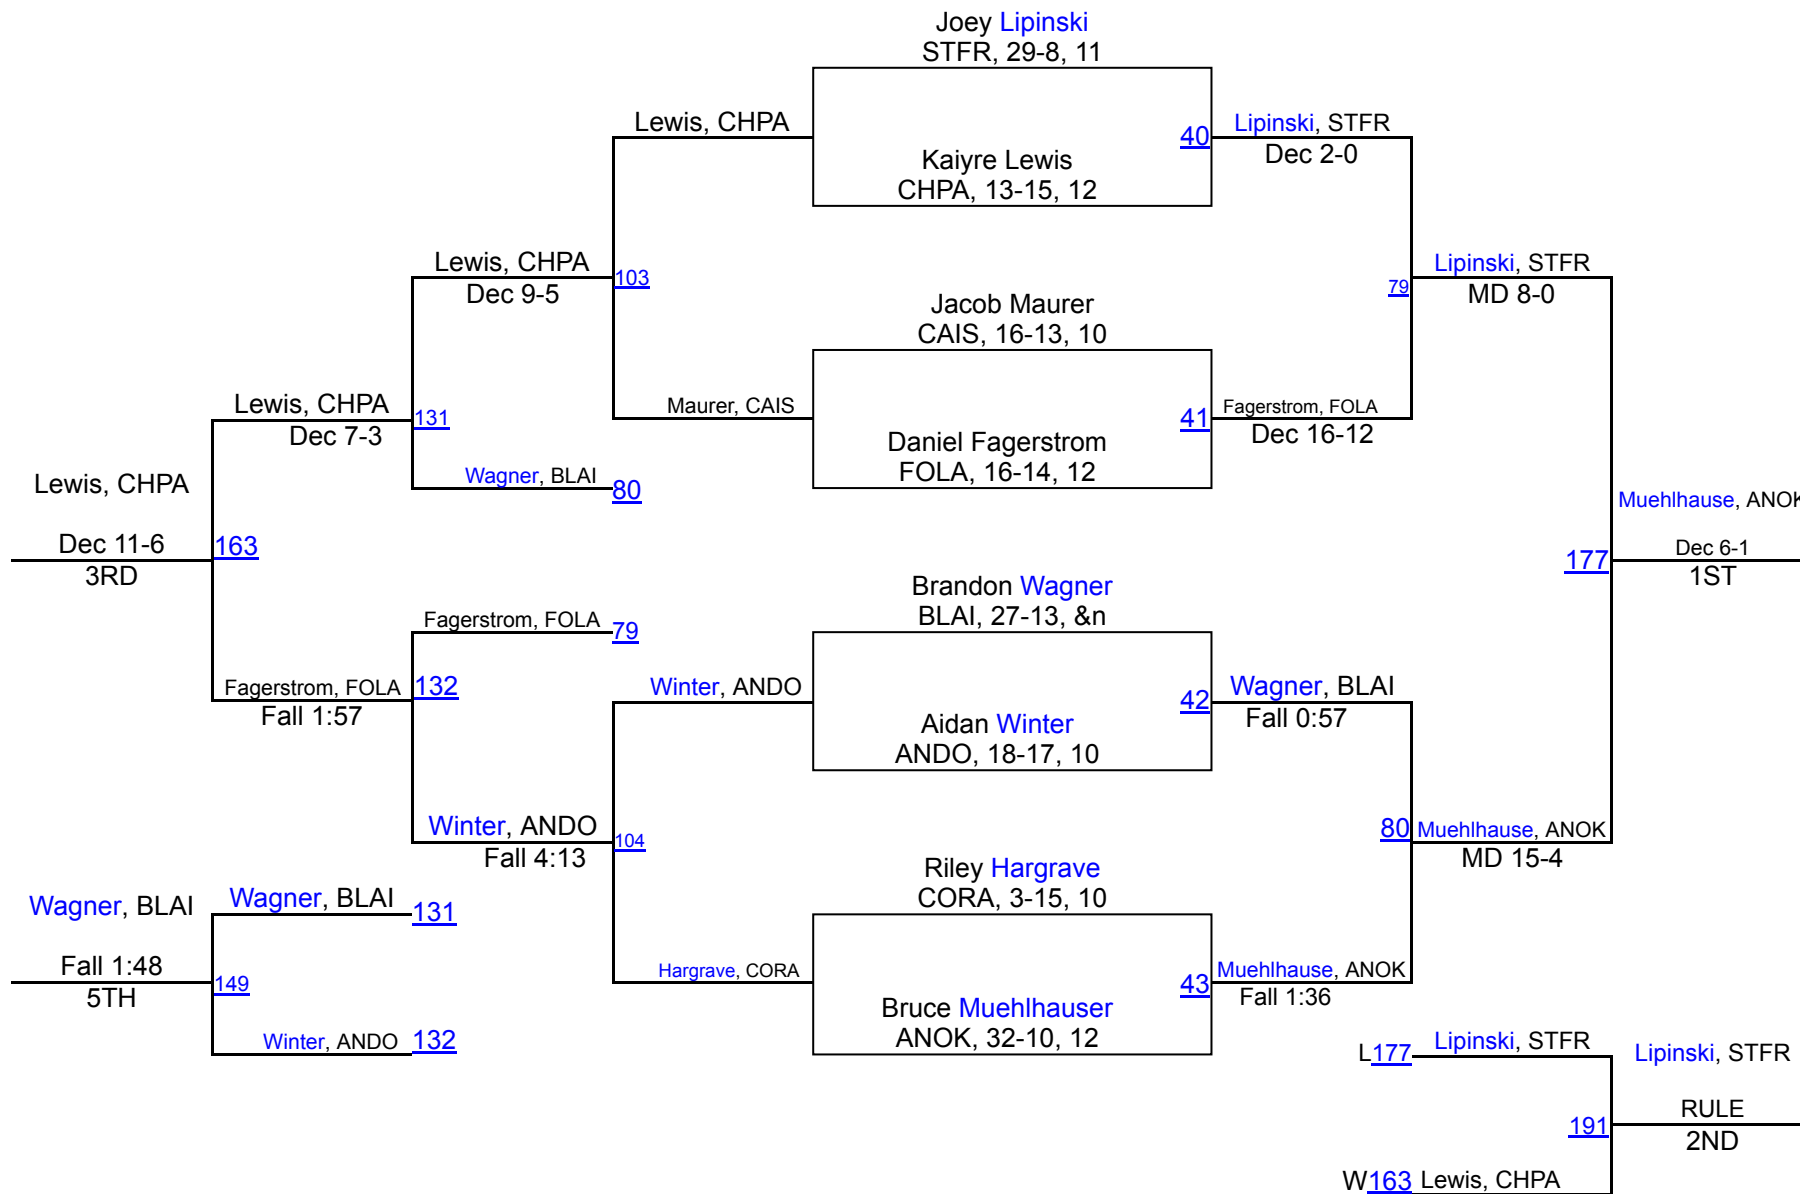 Joey Lipinski
STFR, 29-8, 11
Lewis, CHPA
40
Lipinski, STFR
Dec 2-0
Kaiyre Lewis
CHPA, 13-15, 12
Lewis, CHPA
Dec 9-5
103
79
Lipinski, STFR
MD 8-0
Jacob Maurer
CAIS, 16-13, 10
Lewis, CHPA
Dec 7-3
131
Maurer, CAIS
41
Fagerstrom, FOLA
Dec 16-12
Daniel Fagerstrom
FOLA, 16-14, 12
Wagner, BLAI
80
Lewis, CHPA
Dec 11-6
3RD
163
Muehlhause, ANOK
177
Dec 6-1
1ST
Brandon Wagner
BLAI, 27-13, &n
Fagerstrom, FOLA
79
Fagerstrom, FOLA
Fall 1:57
132
Winter, ANDO
42
Wagner, BLAI
Fall 0:57
Aidan Winter
ANDO, 18-17, 10
Winter, ANDO
Fall 4:13
104
80
Muehlhause, ANOK
MD 15-4
Riley Hargrave
CORA, 3-15, 10
Wagner, BLAI
Wagner, BLAI
131
Fall 1:48
5TH
149
Hargrave, CORA
43
Muehlhause, ANOK
Fall 1:36
Bruce Muehlhauser
ANOK, 32-10, 12
Winter, ANDO
132
L177
Lipinski, STFR
Lipinski, STFR
191
RULE
2ND
W163
Lewis, CHPA